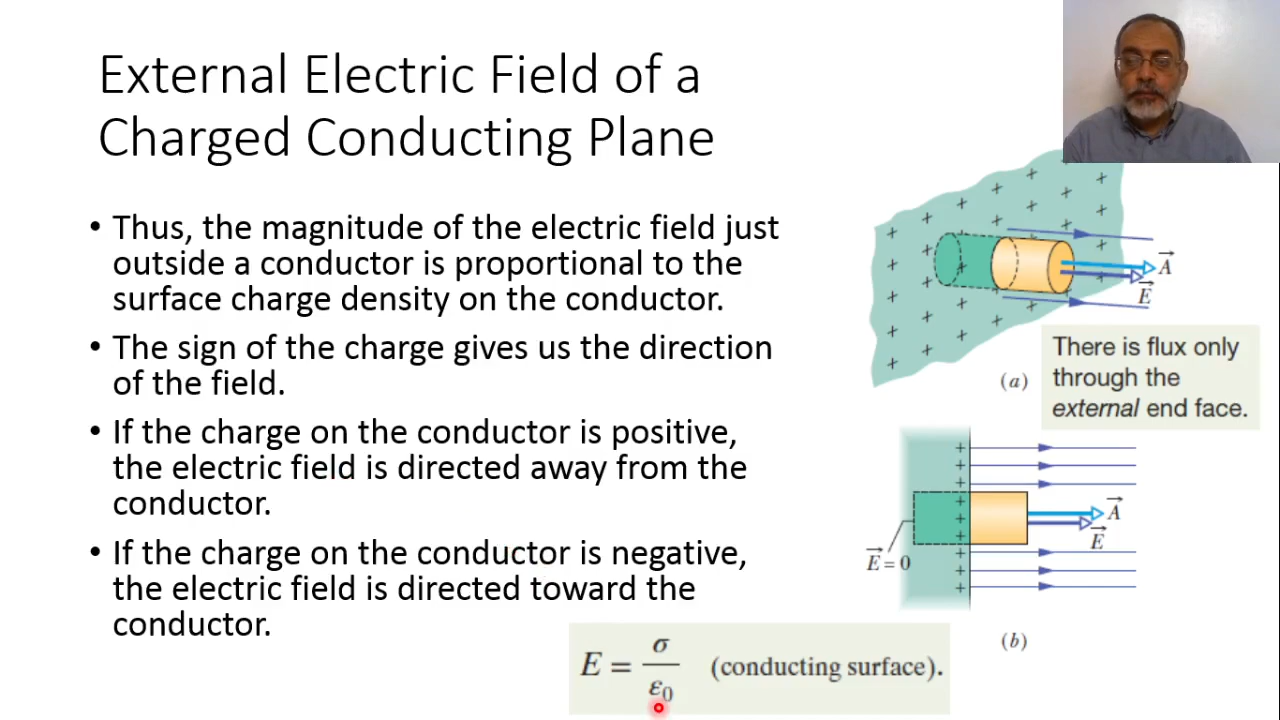 External Electric Field of a
Charged Conducting Plane
• Thus, the magnitude of the electric field just
outside a conductor is proportional to the
surface charge density on the conductor.
• The sign of the charge gives us the direction
of the field.
• If the charge on the conductor is positive,
the electric field is directed away from the
conductor.
• If the charge on the conductor is negative,
the electric field is directed toward the
conductor.
E = σ / ε₀ (conducting surface).
A⃗
E⃗
(a)
There is flux only
through the
external end face.
A⃗
E⃗
E⃗ = 0
(b)